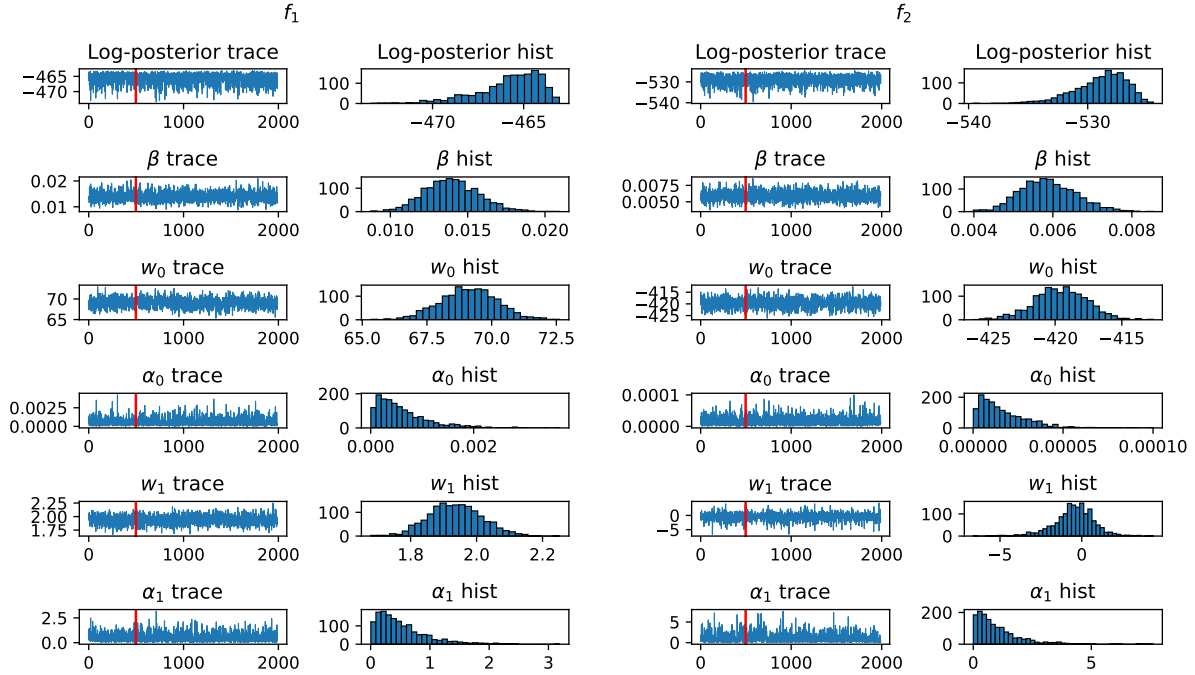 f₁ f₂
Log-posterior trace Log-posterior hist Log-posterior trace Log-posterior hist
−465 −470 0 1000 2000 100 0 −470 −465 −530 −540 0 1000 2000 100 0 −540 −530
β trace β hist β trace β hist
0.02 0.01 0 1000 2000 100 0 0.010 0.015 0.020 0.0075 0.0050 0 1000 2000 100 0 0.004 0.006 0.008
w₀ trace w₀ hist w₀ trace w₀ hist
70 65 0 1000 2000 100 0 65.0 67.5 70.0 72.5 −415 −420 −425 0 1000 2000 100 0 −425 −420 −415
α₀ trace α₀ hist α₀ trace α₀ hist
0.0025 0.0000 0 1000 2000 200 100 0 0.000 0.002 0.0001 0.0000 0 1000 2000 200 0 0.00000 0.00005 0.00010
w₁ trace w₁ hist w₁ trace w₁ hist
2.25 2.00 1.75 0 1000 2000 100 0 1.8 2.0 2.2 0 −5 0 1000 2000 100 0 −5 0
α₁ trace α₁ hist α₁ trace α₁ hist
2.5 0.0 0 1000 2000 100 0 0 1 2 3 5 0 0 1000 2000 200 100 0 0 5